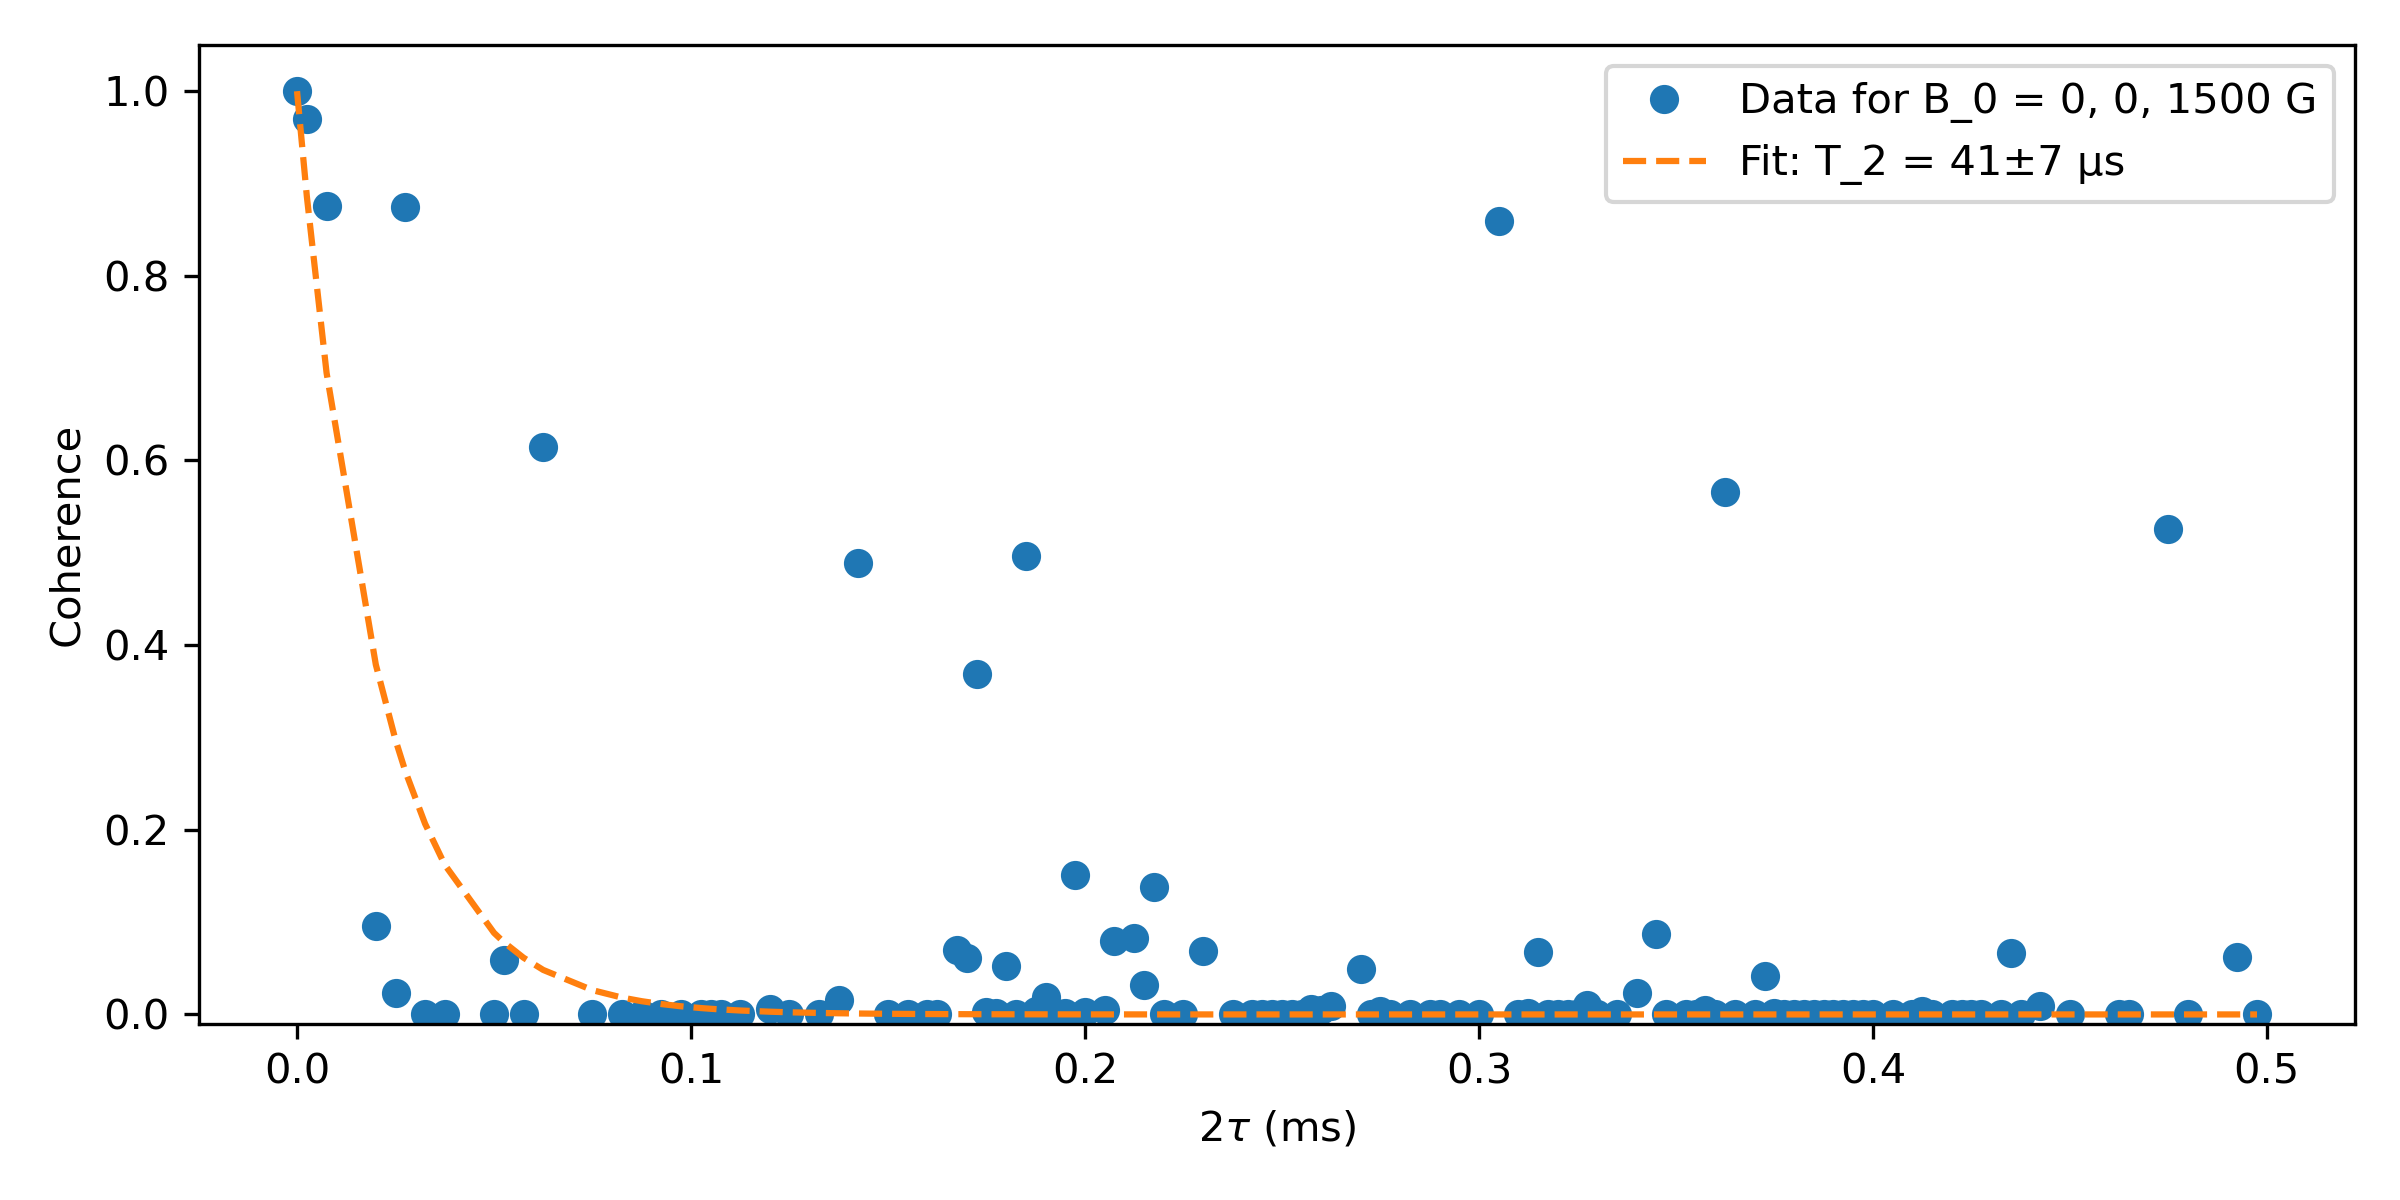 Data for B_0 = 0, 0, 1500 G
Fit: T_2 = 41±7 μs
1.0
0.8
0.6
0.4
0.2
0.0
Coherence
0.0 0.1 0.2 0.3 0.4 0.5
2τ (ms)